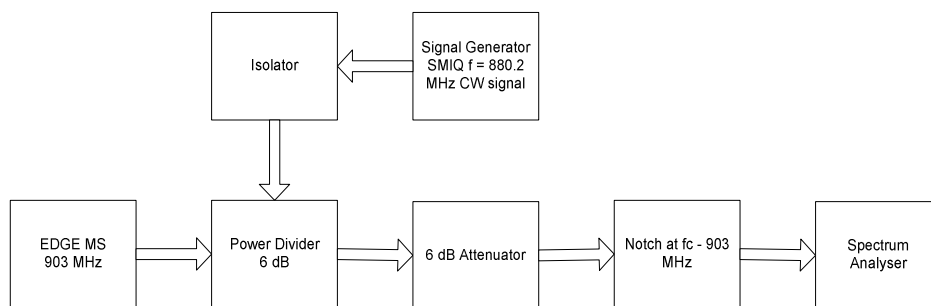 Isolator
Signal Generator
SMIQ f = 880.2
MHz CW signal
EDGE MS
903 MHz
Power Divider
6 dB
6 dB Attenuator
Notch at fc - 903
MHz
Spectrum
Analyser